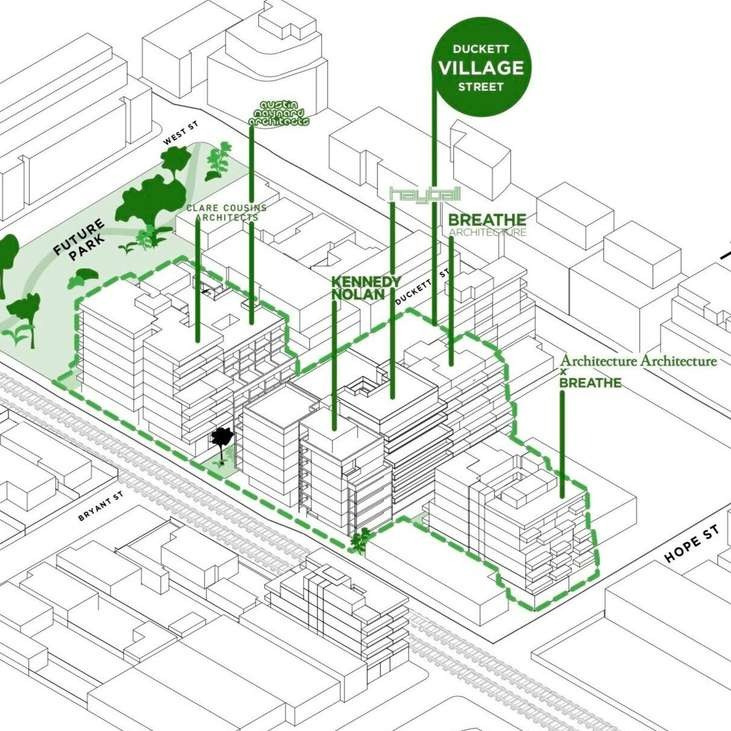 DUCKETT
VILLAGE
STREET
austin
maynard
architects
WEST ST
hayball
CLARE COUSINS
ARCHITECTS
BREATHE
ARCHITECTURE
FUTURE
PARK
KENNEDY
NOLAN
DUCKETT ST
Architecture Architecture
x
BREATHE
BRYANT ST
HOPE ST